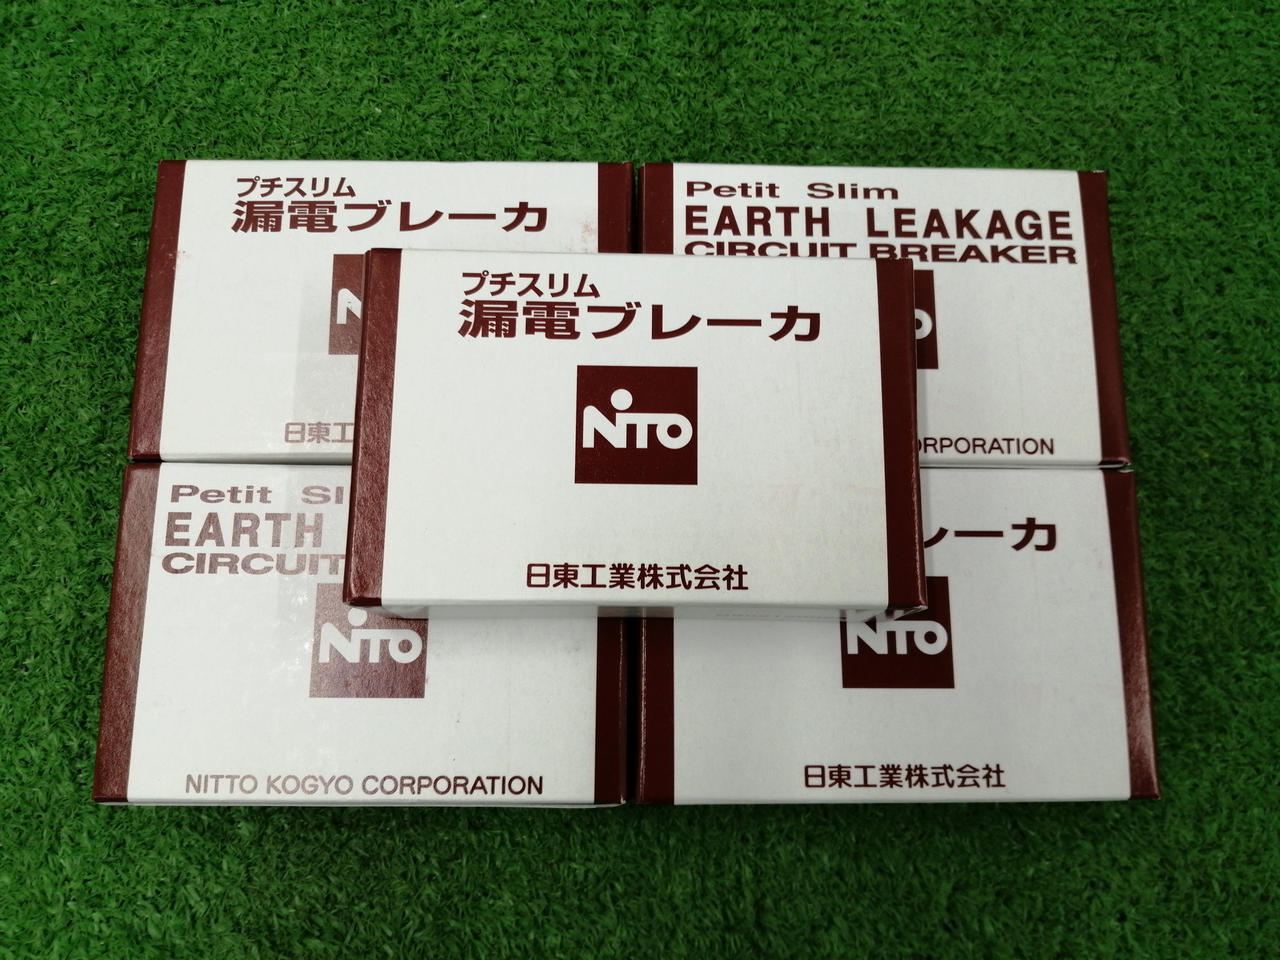 プチスリム
漏電ブレーカ
N
日東工
Petit Slim
EARTH LEAKAGE
CIRCUIT BREAKER
ORPORATION
プチスリム
漏電ブレーカ
NiTO
日東工業株式会社
Petit Sl
EARTH
CIRCUIT
NiTO
NITTO KOGYO CORPORATION
レーカ
NiTO
日東工業株式会社